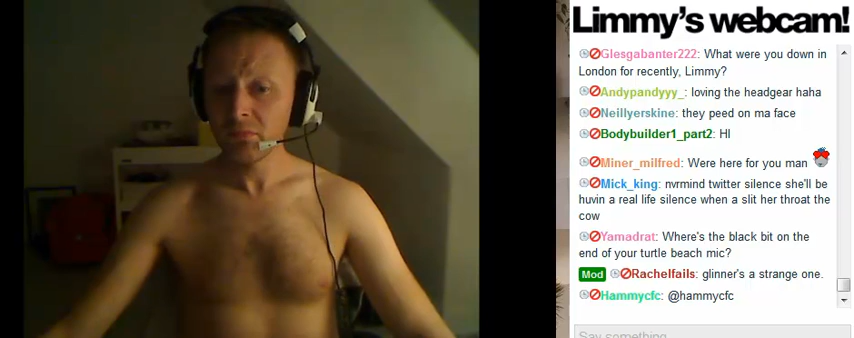 Limmy's webcam!
Glesgabanter222: What were you down in
London for recently, Limmy?
Andypandyyy_: loving the headgear haha
Neillyerskine: they peed on ma face
Bodybuilder1_part2: HI
Miner_milfred: Were here for you man
Mick_king: nvrmind twitter silence she'll be
huvin a real life silence when a slit her throat the
cow
Yamadrat: Where's the black bit on the
end of your turtle beach mic?
Mod Rachelfails: glinner's a strange one.
Hammycfc: @hammycfc
Say something